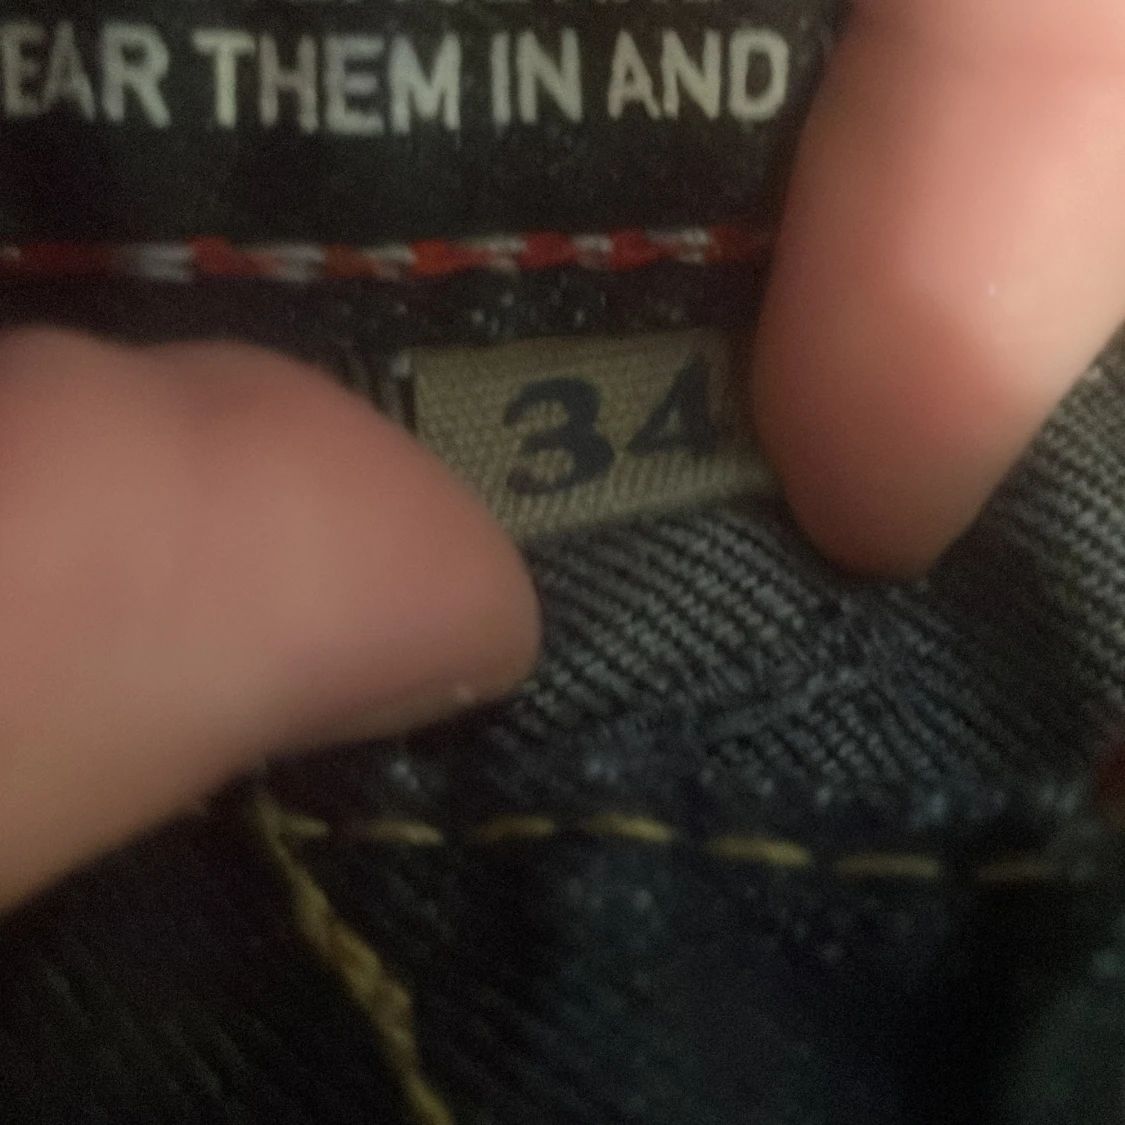 EAR THEM IN AND
34